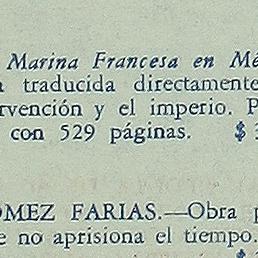 Marina Francesa en Mé
traducida directamente
rvención y el imperio. P
con 529 páginas. $
OMEZ FARIAS.—Obra p
e no aprisiona el tiempo.
$